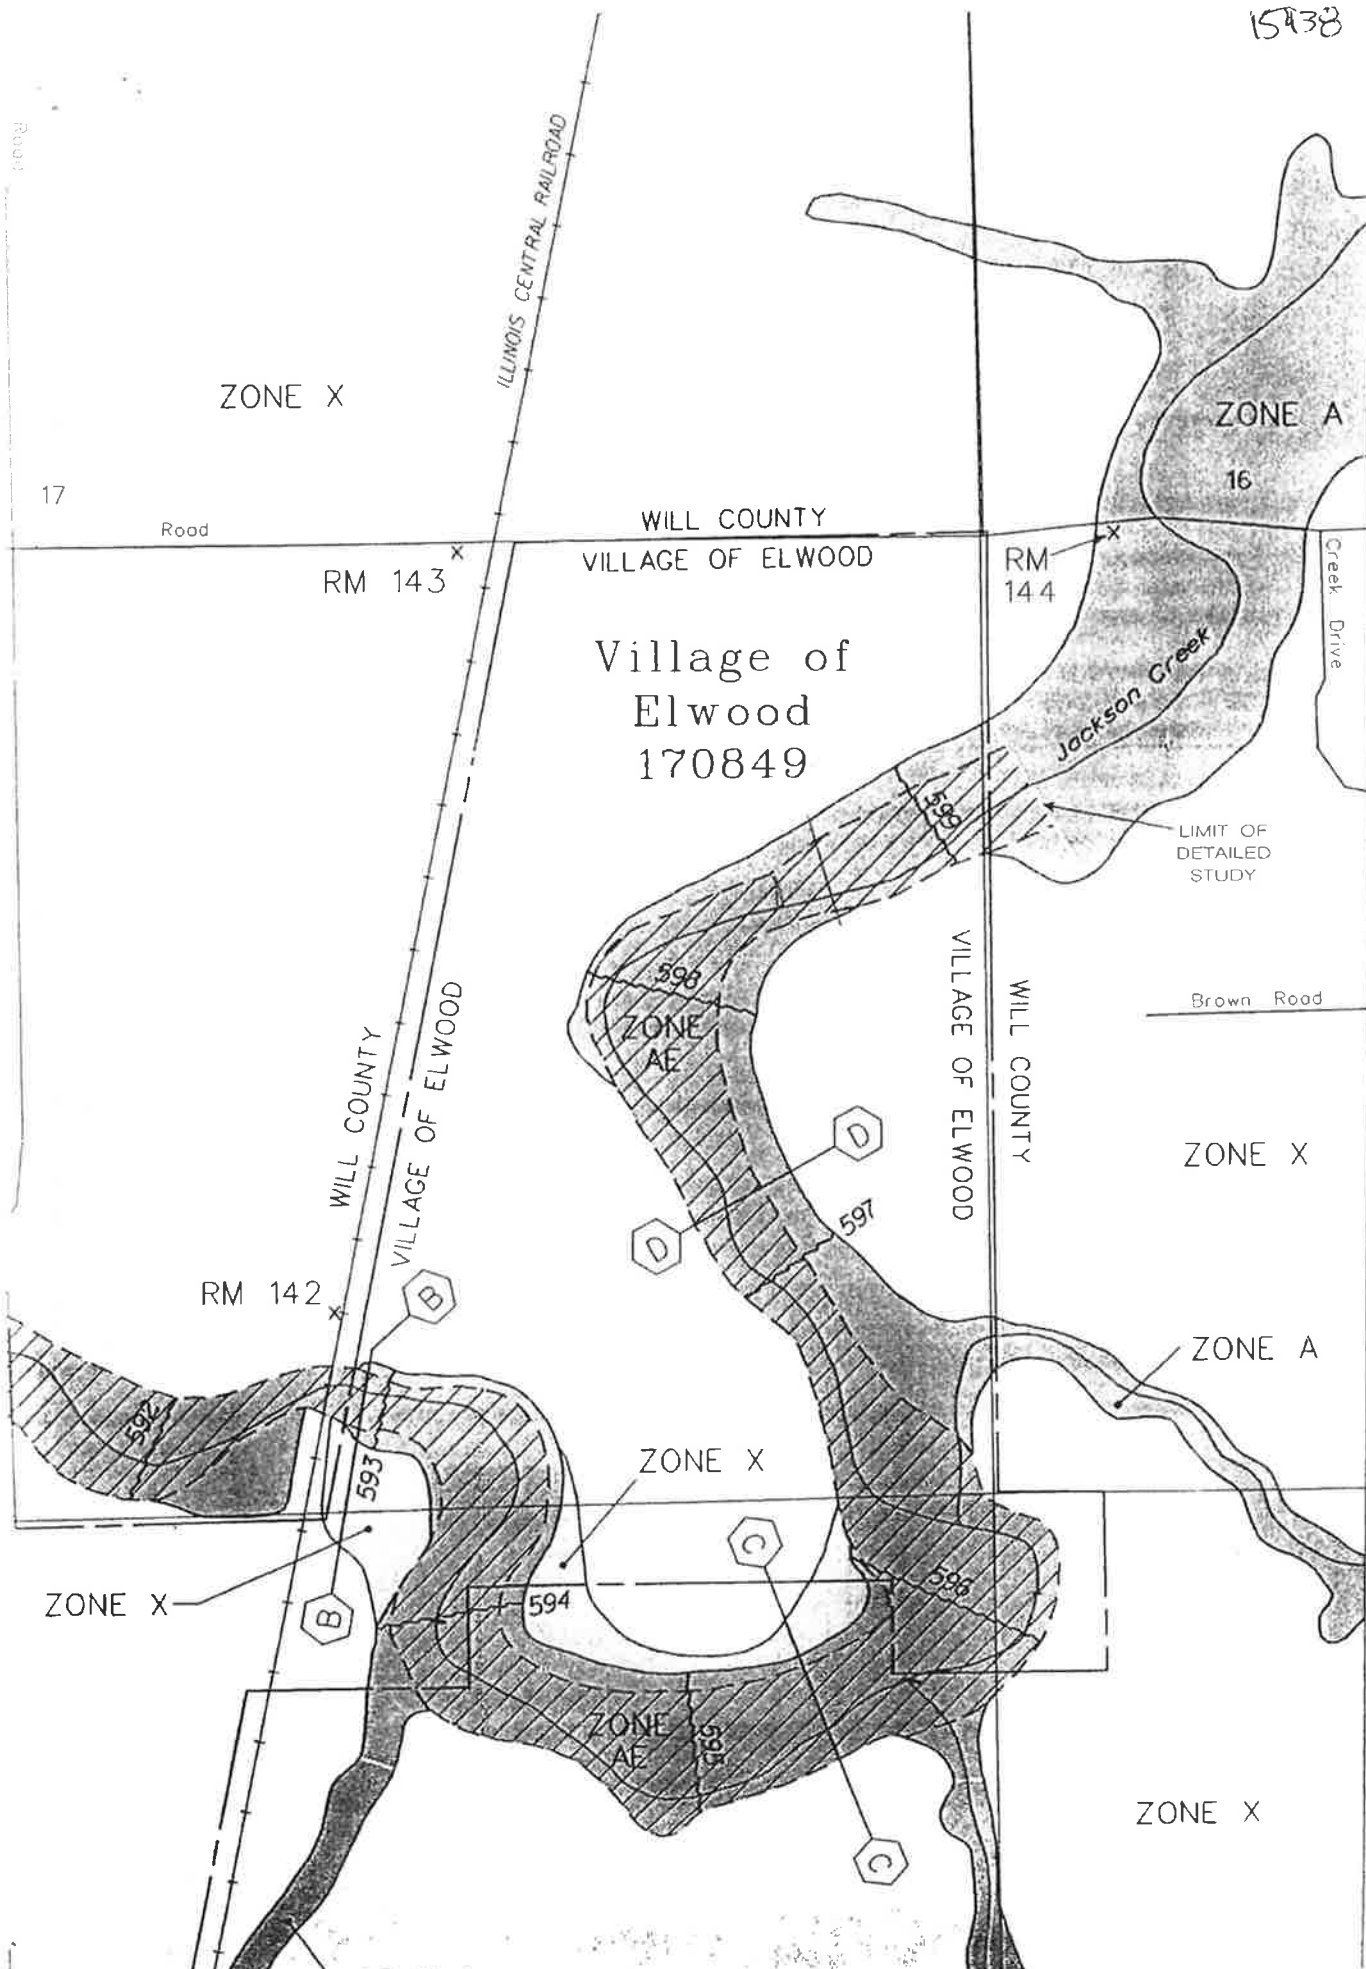 15438
Road
ILLINOIS CENTRAL RAILROAD
ZONE X
ZONE A
16
17
Road
WILL COUNTY
VILLAGE OF ELWOOD
RM 143
RM
144
Creek Drive
Village of
Elwood
170849
Jackson Creek
599
LIMIT OF
DETAILED
STUDY
598
ZONE
AE
VILLAGE OF ELWOOD
WILL COUNTY
Brown Road
WILL COUNTY
VILLAGE OF ELWOOD
D
ZONE X
D
597
RM 142
B
ZONE A
592
593
ZONE X
C
ZONE X
594
596
B
ZONE
AE
595
ZONE X
C